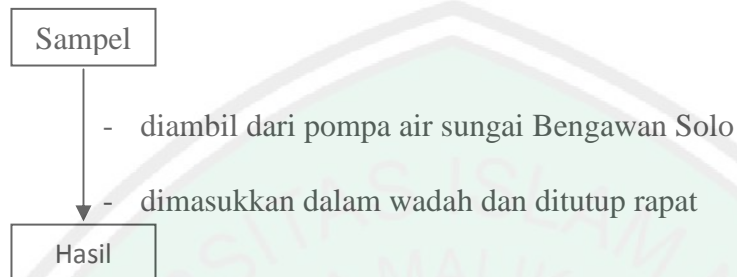 Sampel
- diambil dari pompa air sungai Bengawan Solo
- dimasukkan dalam wadah dan ditutup rapat
Hasil